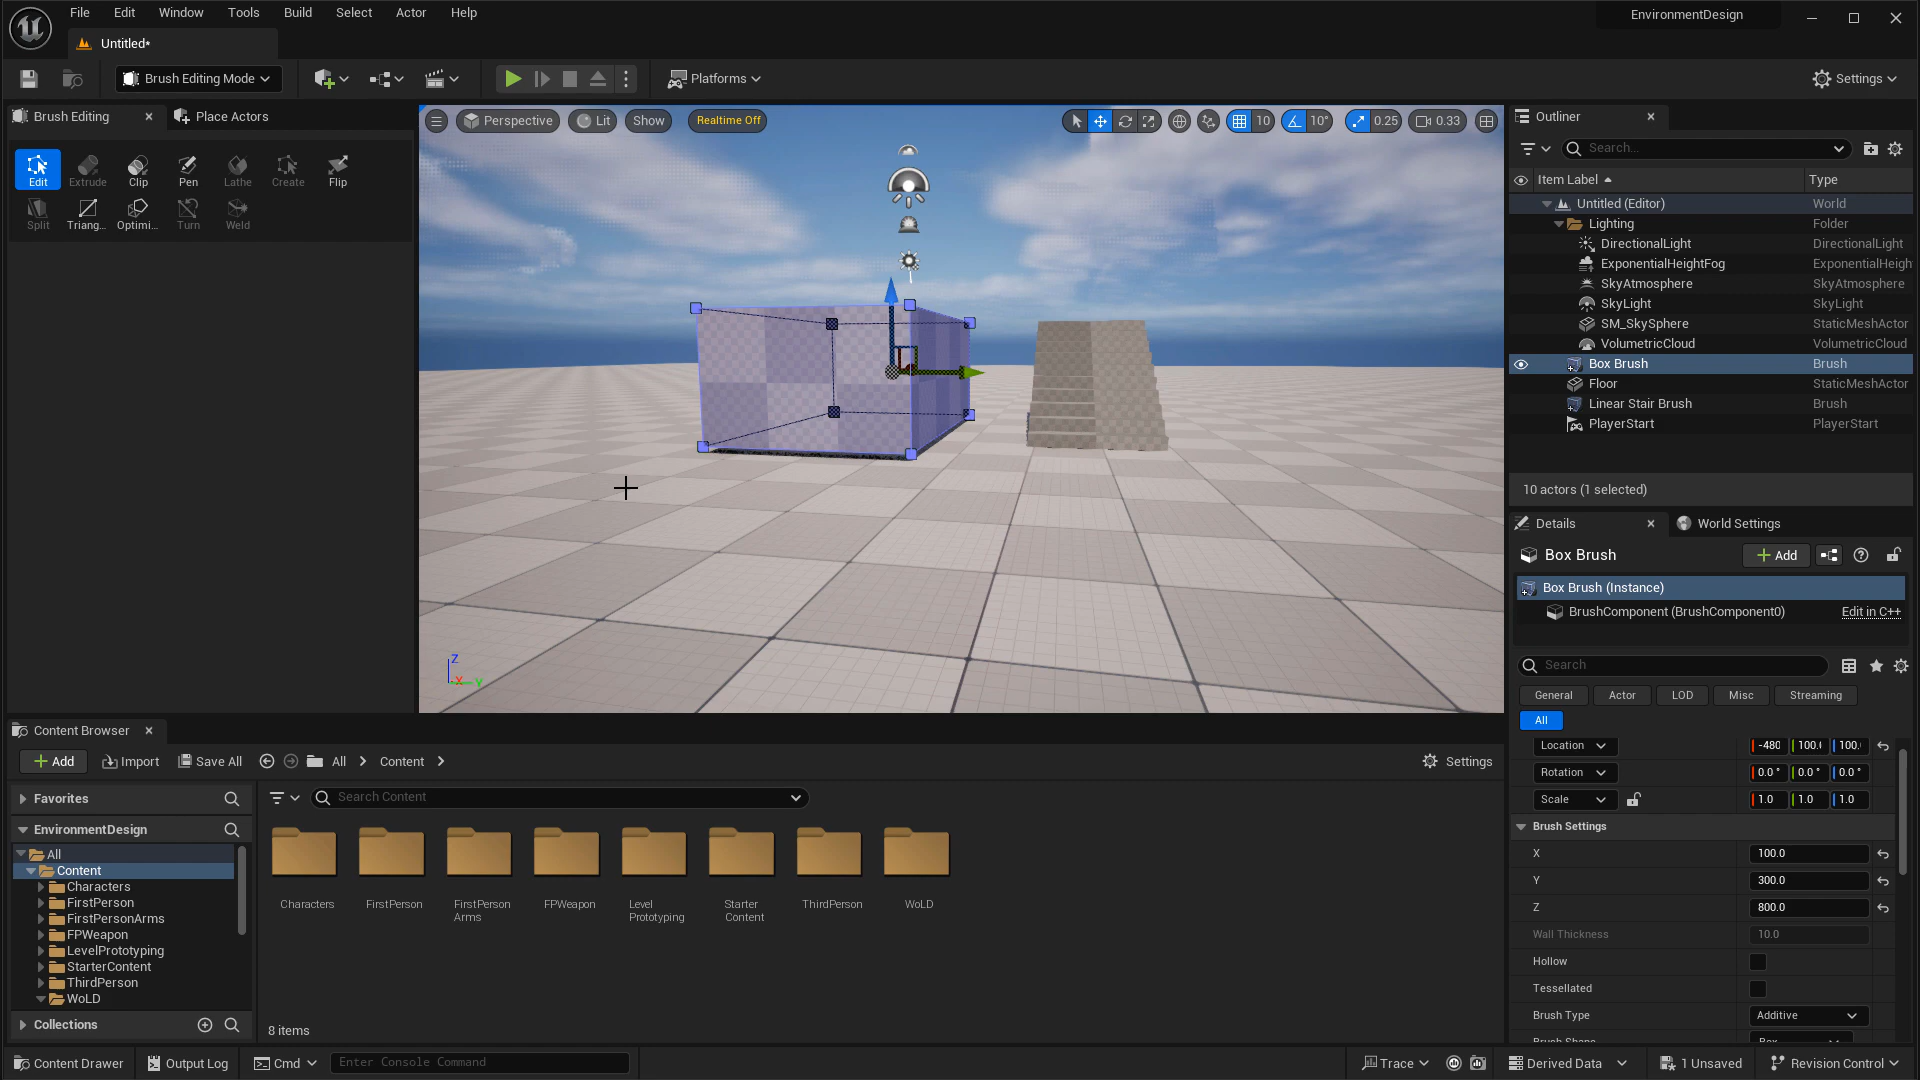 File Edit Window Tools Build Select Actor Help
EnvironmentDesign
Untitled*
Brush Editing Mode
Platforms
Settings
Brush Editing
Place Actors
Edit Extrude Clip Pen Lathe Create Flip
Split Triang... Optimi... Turn Weld
Perspective Lit Show Realtime Off
10 10° 0.25 0.33
Z
X Y
Outliner
Search...
Item Label Type
Untitled (Editor) World
Lighting Folder
DirectionalLight DirectionalLight
ExponentialHeightFog ExponentialHeigh
SkyAtmosphere SkyAtmosphere
SkyLight SkyLight
SM_SkySphere StaticMeshActor
VolumetricCloud VolumetricCloud
Box Brush Brush
Floor StaticMeshActor
Linear Stair Brush Brush
PlayerStart PlayerStart
10 actors (1 selected)
Details
World Settings
Box Brush
Add
Box Brush (Instance)
BrushComponent (BrushComponent0) Edit in C++
Search
General Actor LOD Misc Streaming
All
Location -480 100. 100.
Rotation 0.0 ° 0.0 ° 0.0 °
Scale 1.0 1.0 1.0
Brush Settings
X 100.0
Y 300.0
Z 800.0
Wall Thickness 10.0
Hollow
Tessellated
Brush Type Additive
Content Browser
Add Import Save All All Content
Settings
Favorites
Search Content
EnvironmentDesign
All
Content
Characters
FirstPerson
FirstPersonArms
FPWeapon
LevelPrototyping
StarterContent
ThirdPerson
WoLD
Collections
Characters
FirstPerson
FirstPerson
Arms
FPWeapon
Level
Prototyping
Starter
Content
ThirdPerson
WoLD
8 items
Content Drawer Output Log Cmd Enter Console Command
Trace Derived Data 1 Unsaved Revision Control